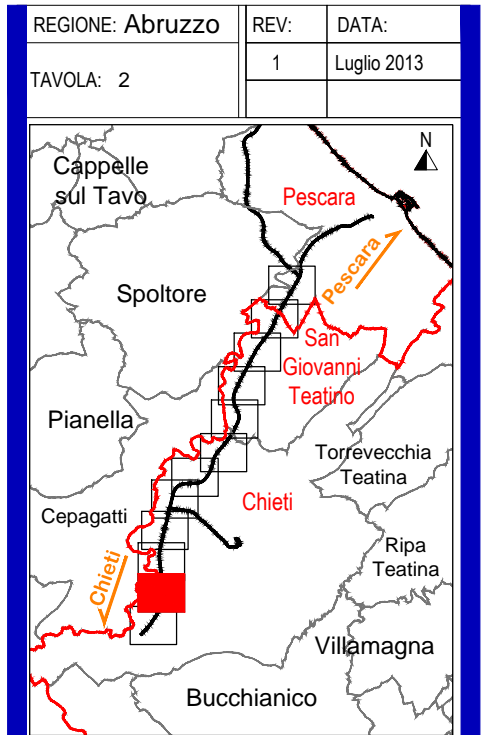 REGIONE: Abruzzo
REV:
DATA:
TAVOLA: 2
1
Luglio 2013
N
Cappelle
sul Tavo
Pescara
Pescara
Spoltore
San
Giovanni
Teatino
Pianella
Torrevecchia
Teatina
Chieti
Cepagatti
Ripa
Teatina
Chieti
Villamagna
Bucchianico